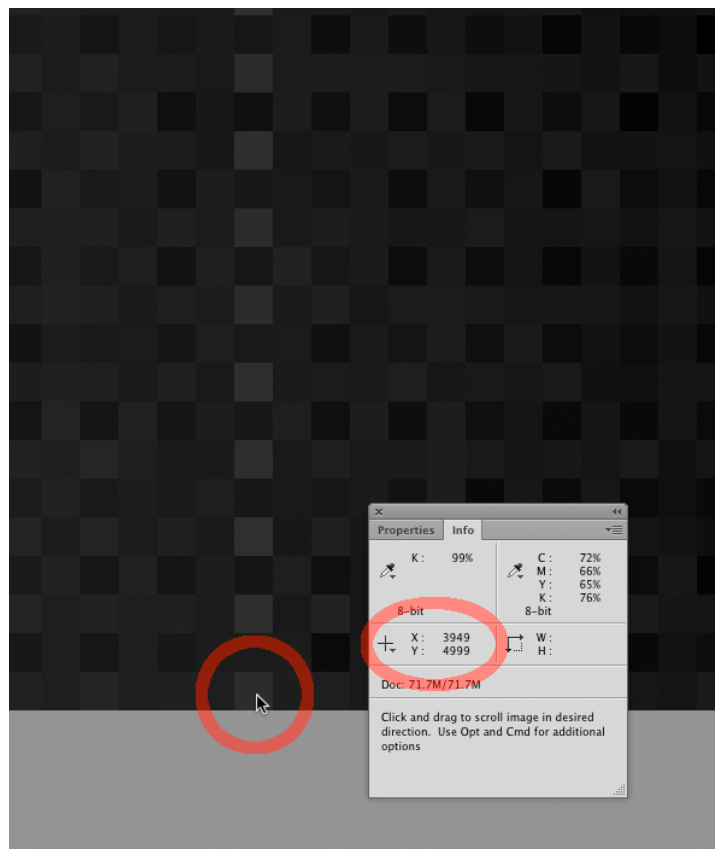 Properties Info
K: 99%
8-bit
C: 72%
M: 66%
Y: 65%
K: 76%
8-bit
X: 3949
Y: 4999
W:
H:
Doc: 71.7M/71.7M
Click and drag to scroll image in desired
direction. Use Opt and Cmd for additional
options